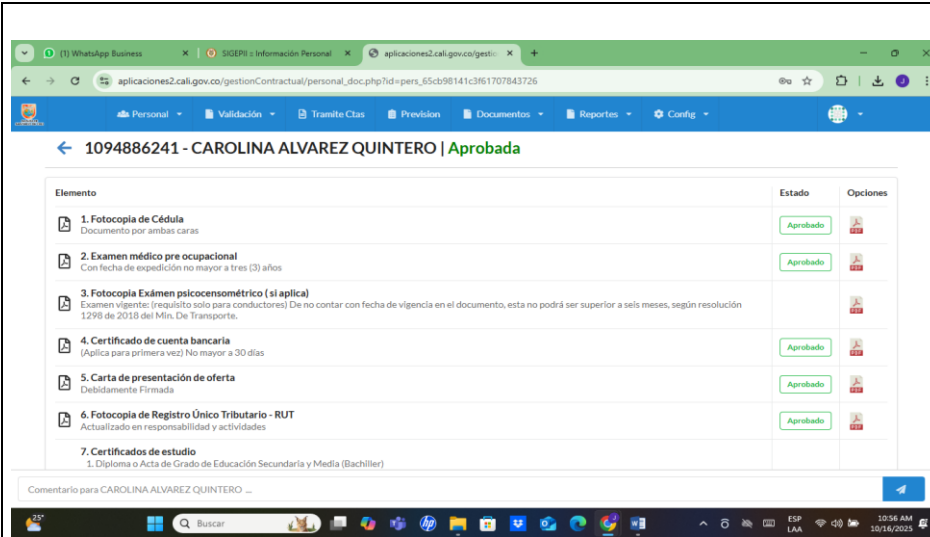 (1) WhatsApp Business
SIGEPII :: Información Personal
aplicaciones2.cali.gov.co/gestio
aplicaciones2.cali.gov.co/gestionContractual/personal_doc.php?id=pers_65cb98141c3f61707843726
Personal Validación Tramite Ctas Prevision Documentos Reportes Config
1094886241 - CAROLINA ALVAREZ QUINTERO | Aprobada
Elemento Estado Opciones
1. Fotocopia de Cédula
Documento por ambas caras
Aprobado
2. Examen médico pre ocupacional
Con fecha de expedición no mayor a tres (3) años
Aprobado
3. Fotocopia Exámen psicocensométrico ( si aplica)
Examen vigente: (requisito solo para conductores) De no contar con fecha de vigencia en el documento, esta no podrá ser superior a seis meses, según resolución
1298 de 2018 del Min. De Transporte.
4. Certificado de cuenta bancaria
(Aplica para primera vez) No mayor a 30 días
Aprobado
5. Carta de presentación de oferta
Debidamente Firmada
Aprobado
6. Fotocopia de Registro Único Tributario - RUT
Actualizado en responsabilidad y actividades
Aprobado
7. Certificados de estudio
1. Diploma o Acta de Grado de Educación Secundaria y Media (Bachiller)
Comentario para CAROLINA ALVAREZ QUINTERO ...
25°
Buscar
ESP
LAA
10:56 AM
10/16/2025